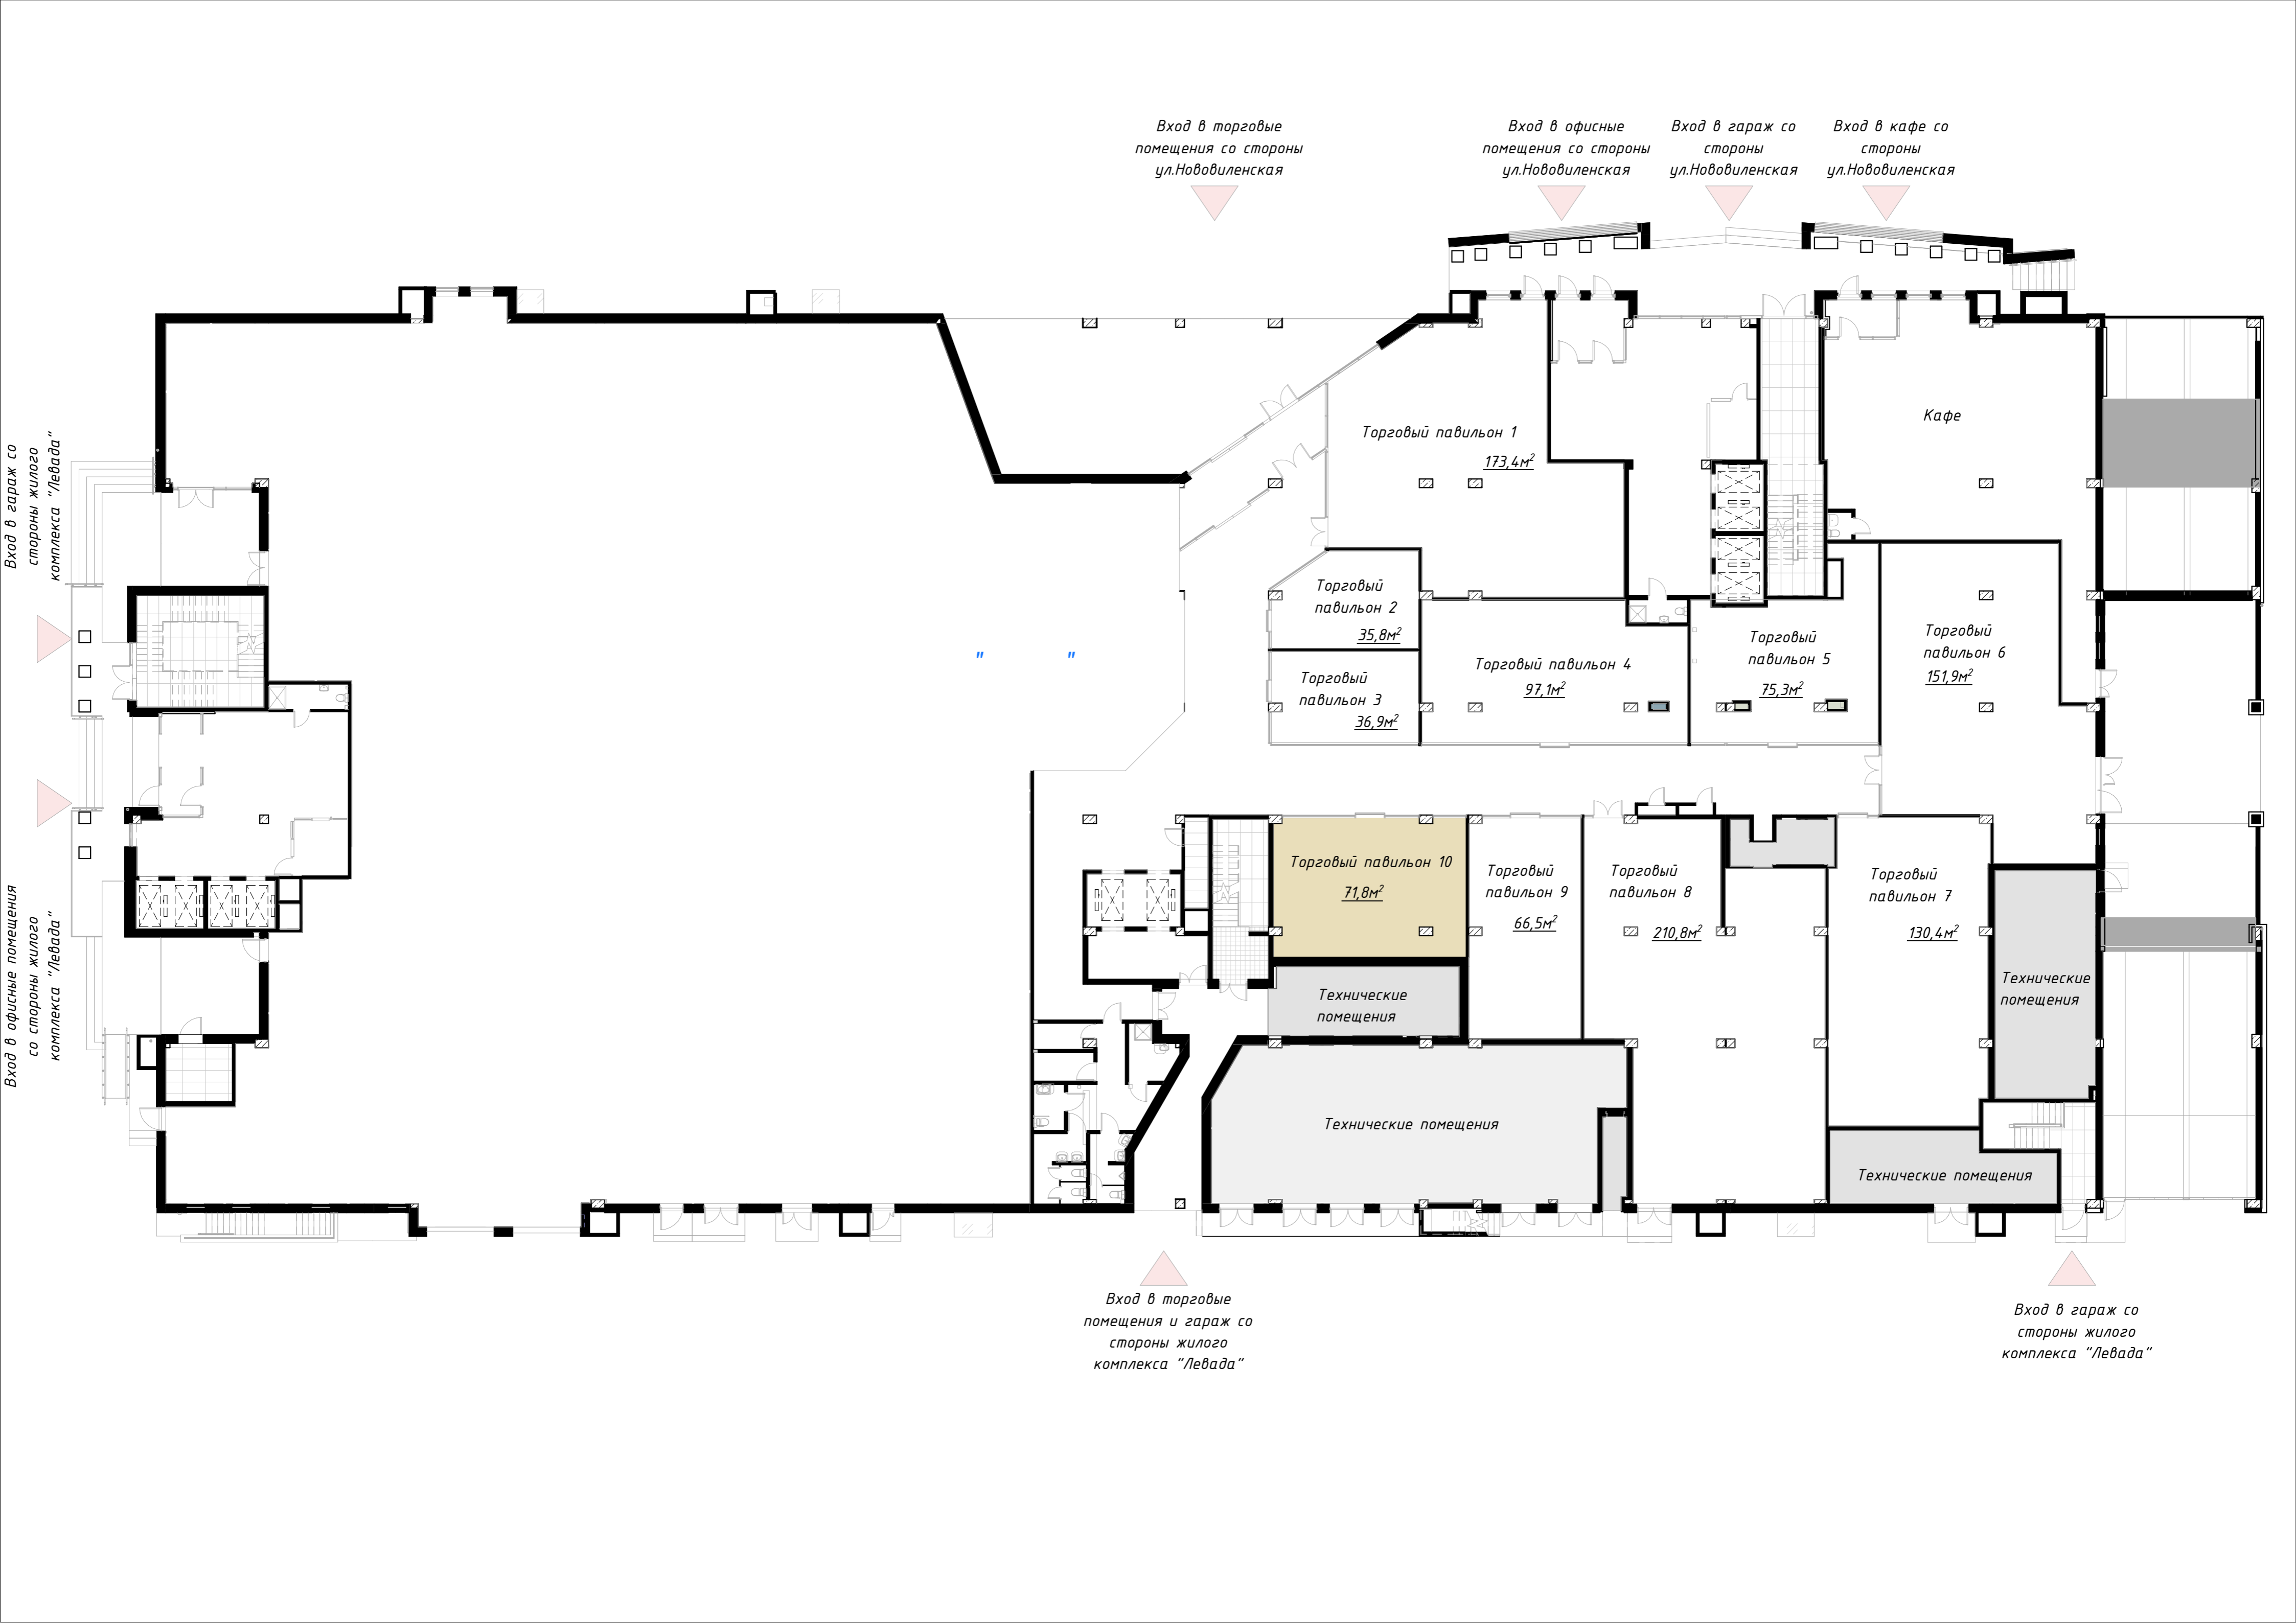 Вход в торговые
помещения со стороны
ул.Нововиленская
Вход в офисные
помещения со стороны
ул.Нововиленская
Вход в гараж со
стороны
ул.Нововиленская
Вход в кафе со
стороны
ул.Нововиленская
Вход в гараж со
стороны жилого
комплекса "Левада"
Вход в офисные помещения
со стороны жилого
комплекса "Левада"
Торговый павильон 1
173,4м²
Кафе
Торговый
павильон 2
35,8м²
Торговый
павильон 3
36,9м²
Торговый павильон 4
97,1м²
Торговый
павильон 5
75,3м²
Торговый
павильон 6
151,9м²
" "
Торговый павильон 10
71,8м²
Торговый
павильон 9
66,5м²
Торговый
павильон 8
210,8м²
Торговый
павильон 7
130,4м²
Технические
помещения
Технические
помещения
Технические помещения
Технические помещения
Вход в торговые
помещения и гараж со
стороны жилого
комплекса "Левада"
Вход в гараж со
стороны жилого
комплекса "Левада"